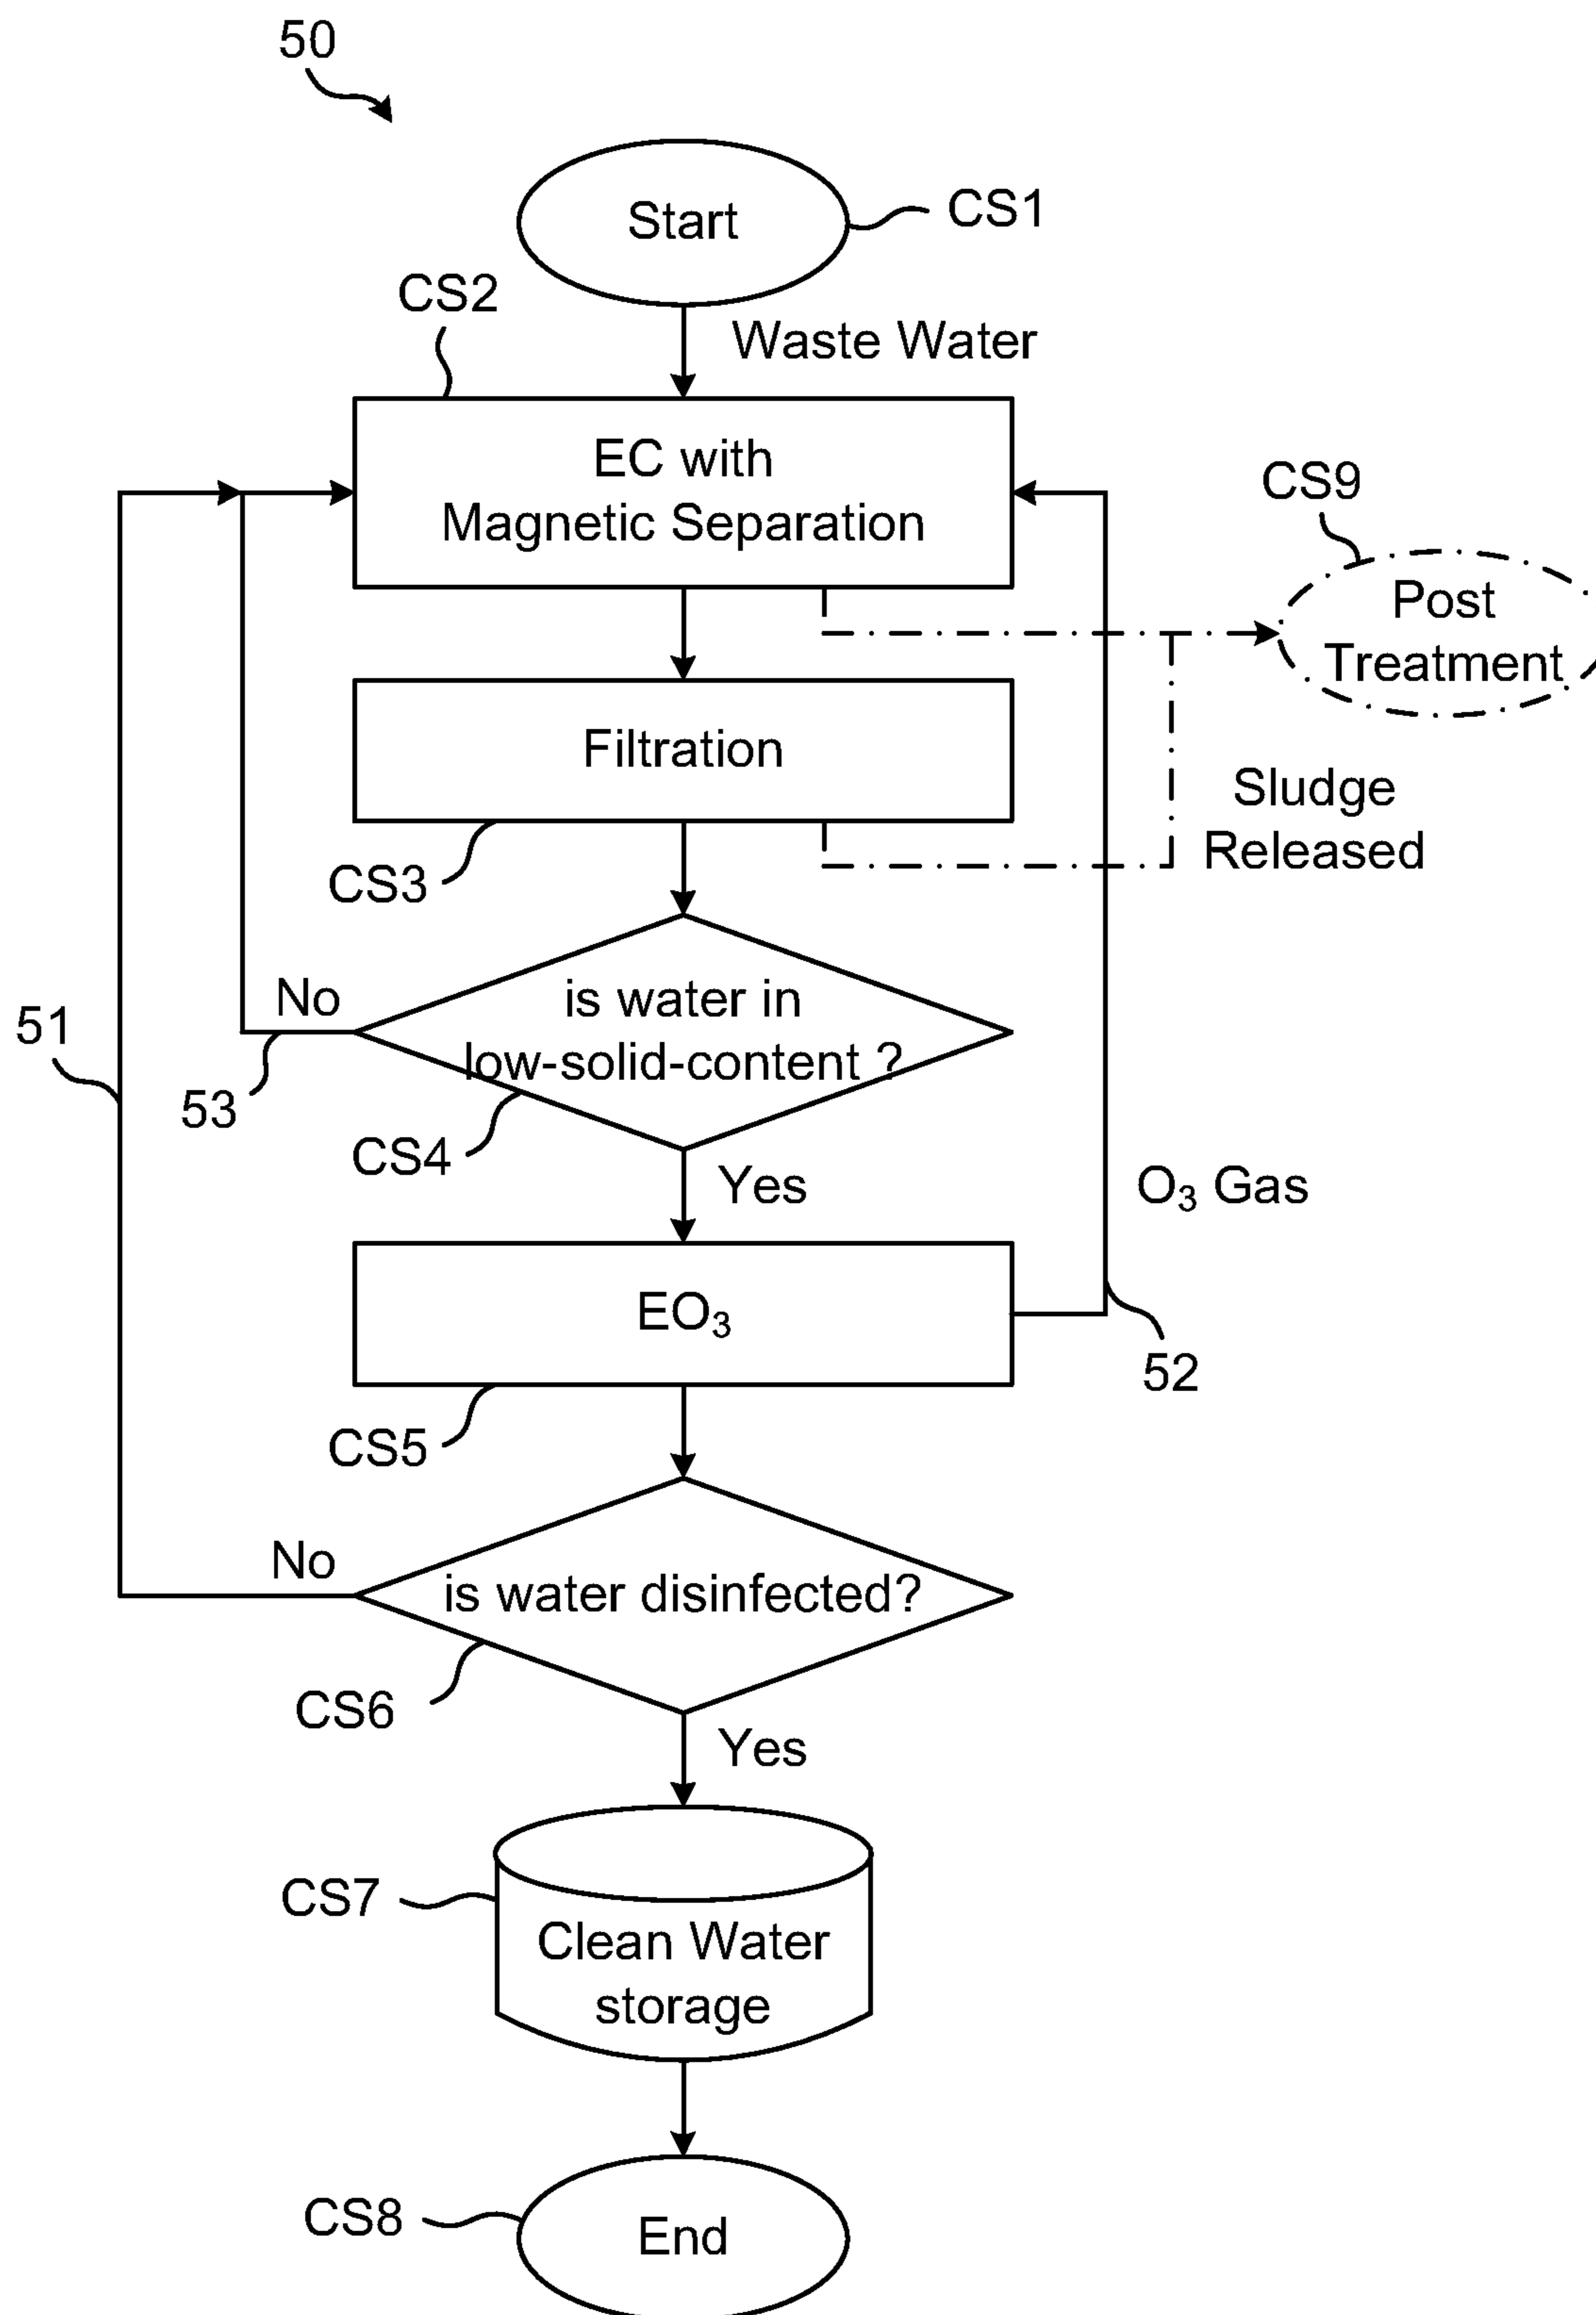 50
Start
CS1
CS2
Waste Water
EC with
Magnetic Separation
CS9
Post
Treatment
Filtration
Sludge
Released
CS3
No
is water in
low-solid-content ?
51
53
CS4
Yes
O₃ Gas
EO₃
52
CS5
No
is water disinfected?
CS6
Yes
CS7
Clean Water
storage
CS8
End